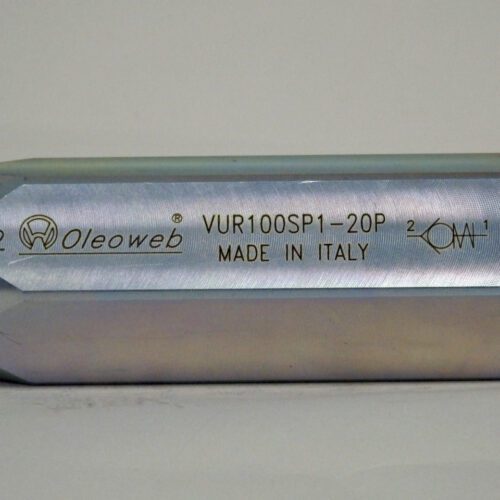 2 Oleoweb® VUR100SP1-20P 2 1
MADE IN ITALY